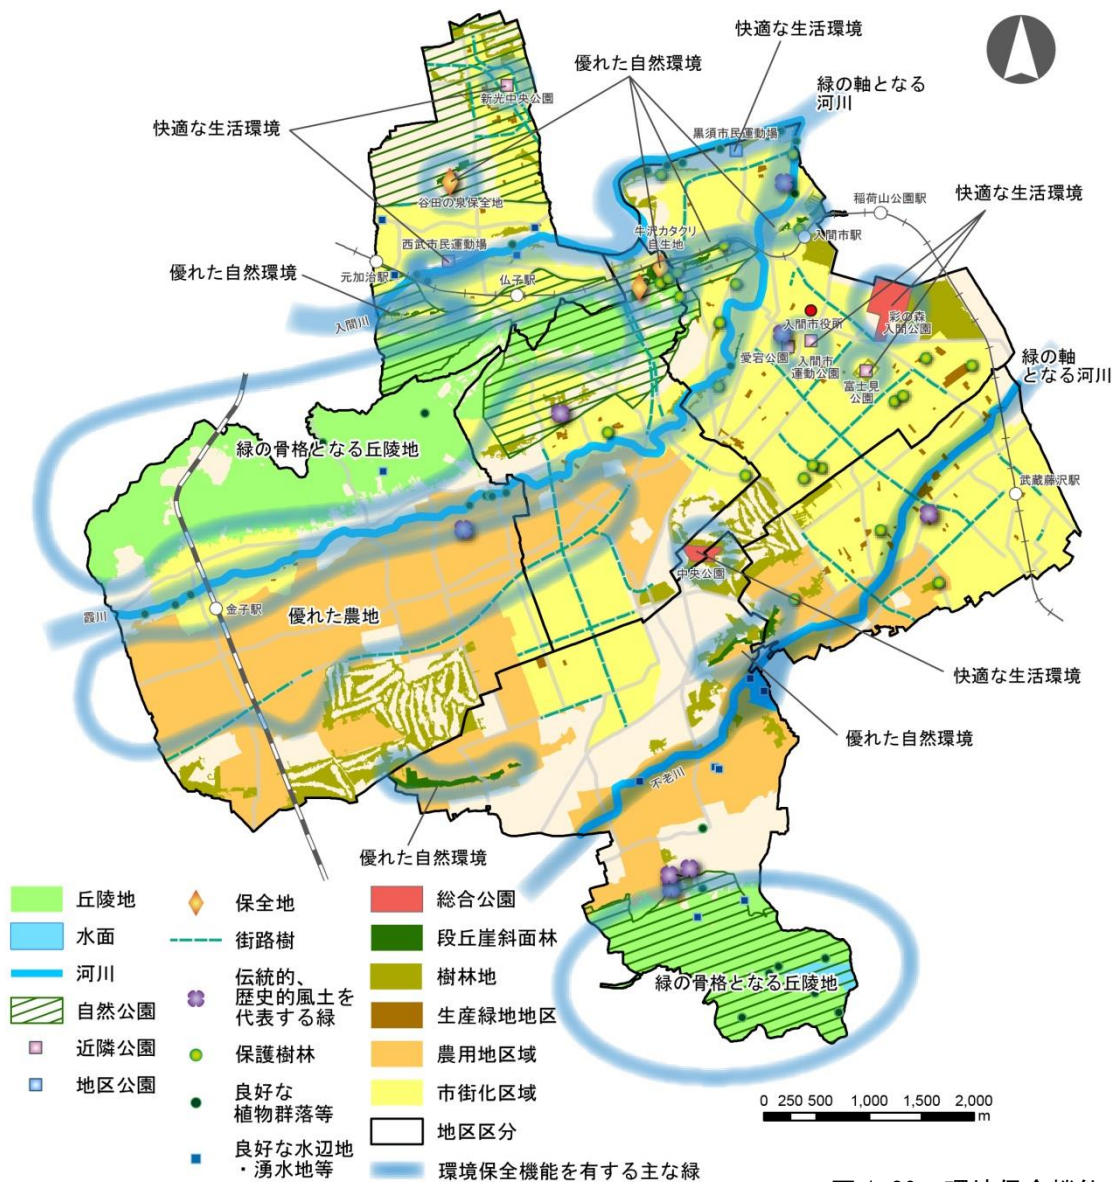 快適な生活環境
優れた自然環境
緑の軸となる
河川
新光中央公園
快適な生活環境
黒須市民運動場
谷田の泉保全地
稲荷山公園駅
快適な生活環境
牛沢カタクリ
自生地
入間市駅
西武市民運動場
優れた自然環境
元加治駅
仏子駅
入間川
入間市役所
彩の森
入間公園
愛宕公園
入間市
運動公園
富士見
公園
緑の軸
となる河川
緑の骨格となる丘陵地
武蔵藤沢駅
中央公園
霞川
金子駅
優れた農地
快適な生活環境
優れた自然環境
不老川
優れた自然環境
緑の骨格となる丘陵地
丘陵地
水面
河川
自然公園
近隣公園
地区公園
保全地
街路樹
伝統的、
歴史的風土を
代表する緑
保護樹林
良好な
植物群落等
良好な水辺地
・湧水地等
総合公園
段丘崖斜面林
樹林地
生産緑地地区
農用地区域
市街化区域
地区区分
環境保全機能を有する主な緑
0 250 500 1,000 1,500 2,000
m